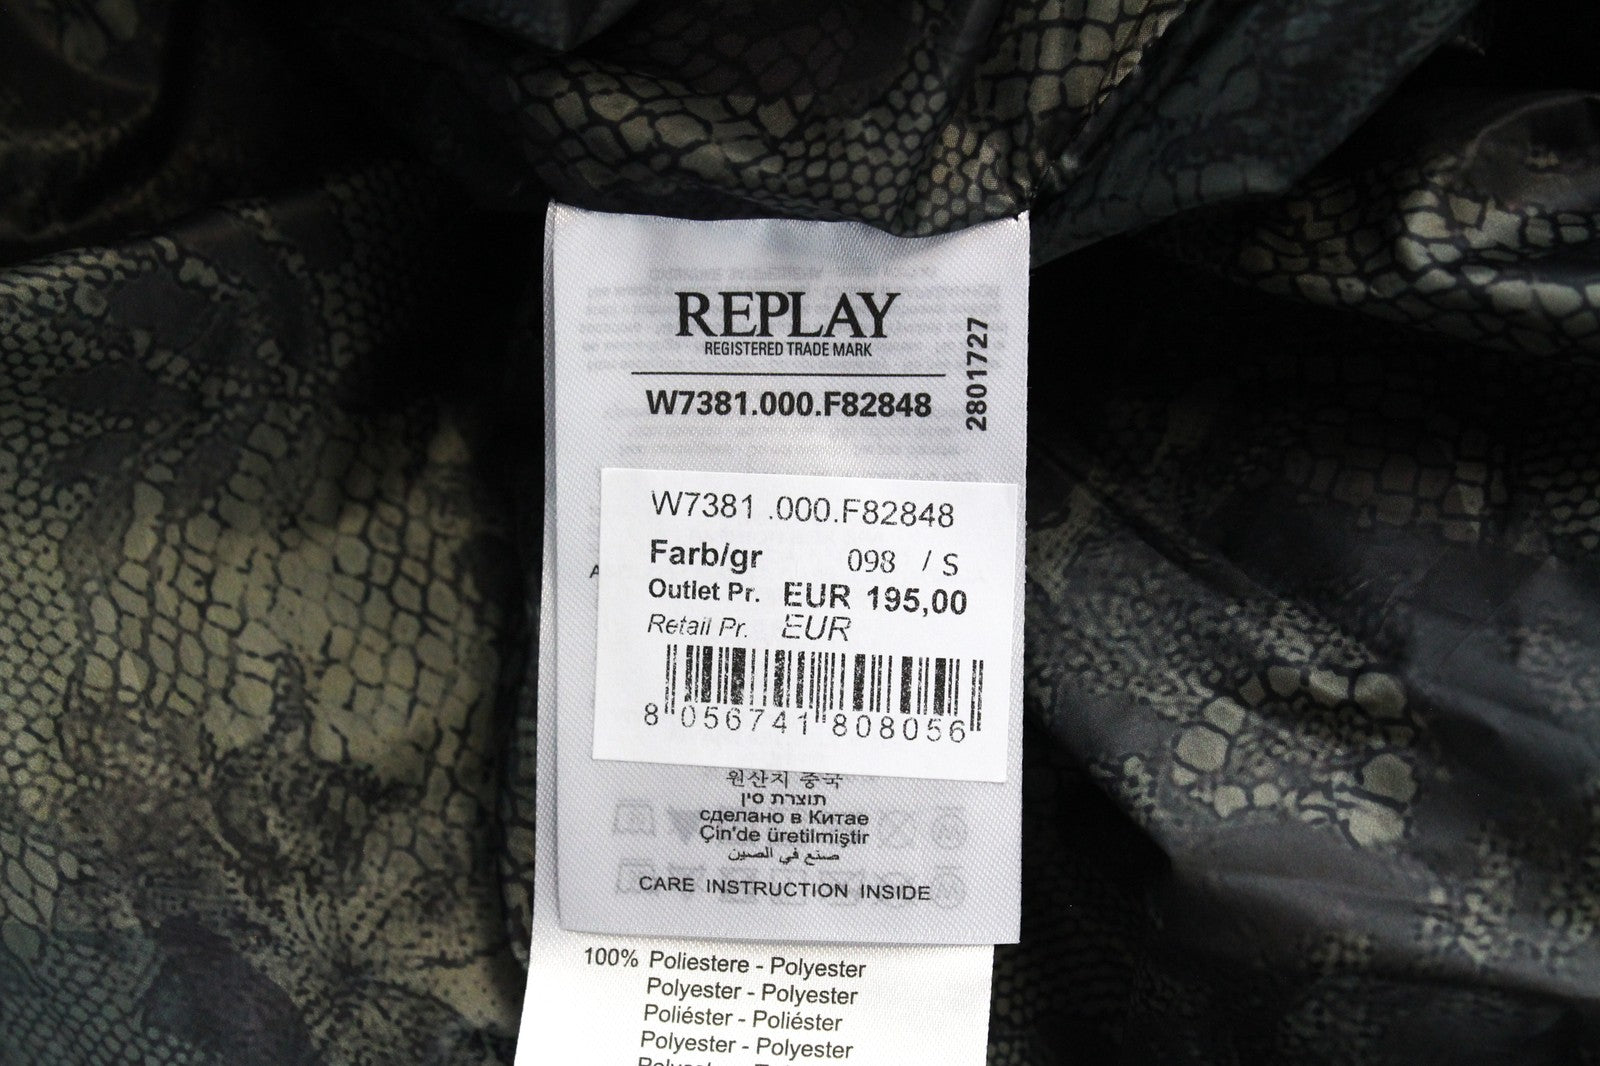 REPLAY
REGISTERED TRADE MARK
2801727
W7381.000.F82848
W7381 .000.F82848
Farb/gr 098 / S
Outlet Pr. EUR 195,00
Retail Pr. EUR
8 056741 808056
원산지 중국
תוצרת סין
сделано в Китае
Çin'de üretilmiştir
صنع في الصين
CARE INSTRUCTION INSIDE
100% Poliestere - Polyester
Polyester - Polyester
Poliéster - Poliéster
Polyester - Polyester